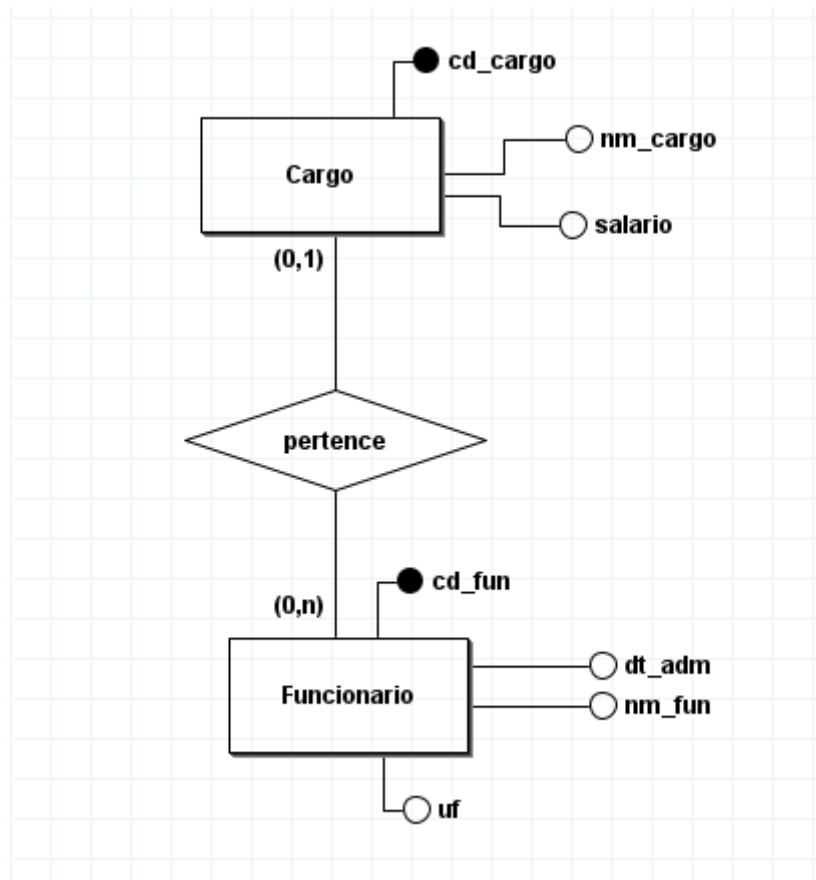 cd_cargo
nm_cargo
Cargo
salario
(0,1)
pertence
cd_fun
(0,n)
dt_adm
Funcionario
nm_fun
uf